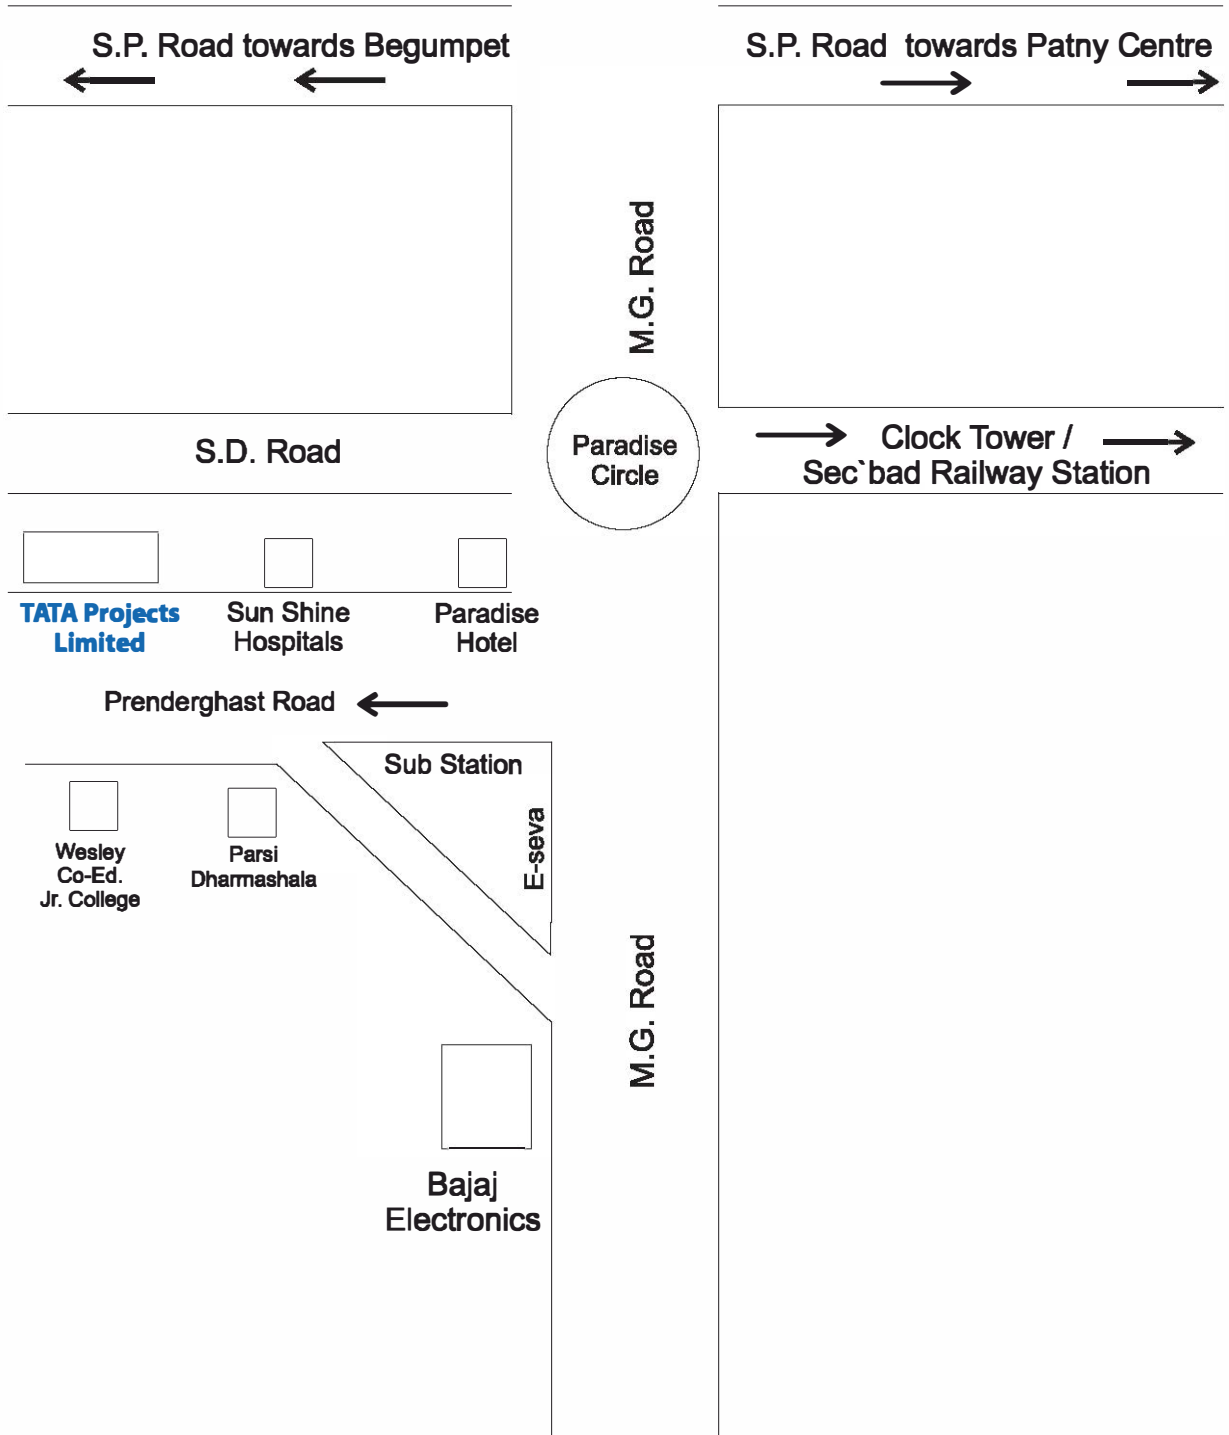 S.P. Road towards Begumpet
S.P. Road towards Patny Centre
M.G. Road
S.D. Road
Paradise
Circle
Clock Tower /
Sec`bad Railway Station
TATA Projects
Limited
Sun Shine
Hospitals
Paradise
Hotel
Prenderghast Road
Sub Station
E-seva
Wesley
Co-Ed.
Jr. College
Parsi
Dharmashala
M.G. Road
Bajaj
Electronics